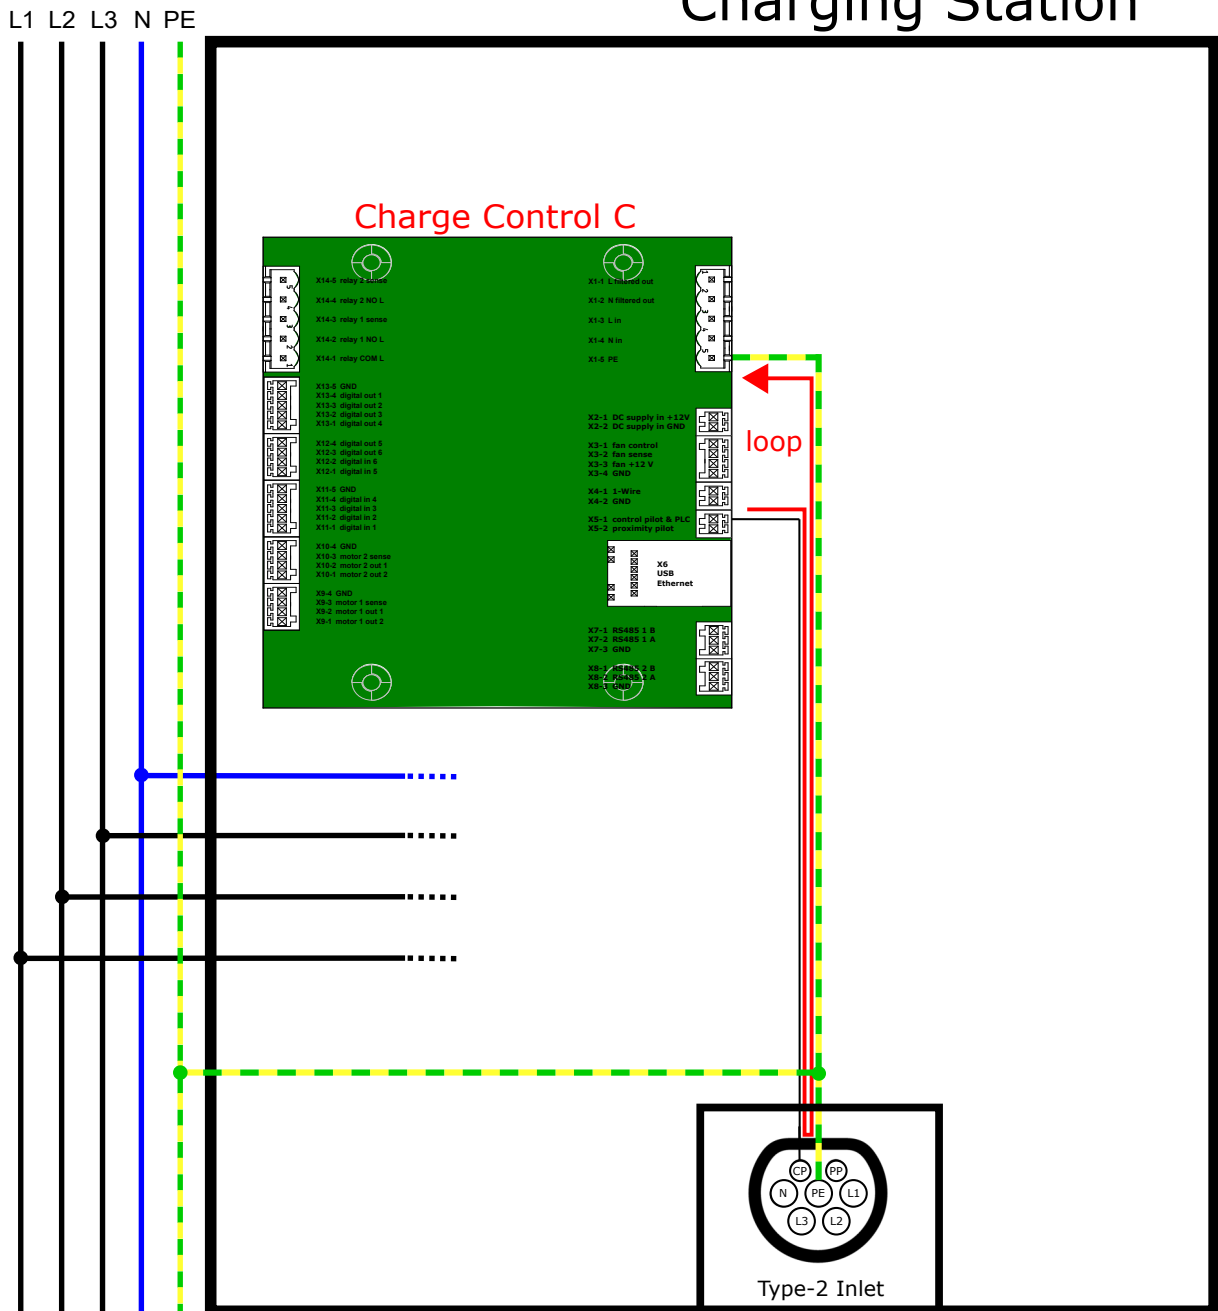 Charging Station
L1 L2 L3 N PE
Charge Control C
X14-5 relay 2 sense
X14-4 relay 2 NO L
X14-3 relay 1 sense
X14-2 relay 1 NO L
X14-1 relay COM L
X13-5 GND
X13-4 digital out 1
X13-3 digital out 2
X13-2 digital out 3
X13-1 digital out 4
X12-4 digital out 5
X12-3 digital out 6
X12-2 digital in 6
X12-1 digital in 5
X11-5 GND
X11-4 digital in 4
X11-3 digital in 3
X11-2 digital in 2
X11-1 digital in 1
X10-4 GND
X10-3 motor 2 sense
X10-2 motor 2 out 1
X10-1 motor 2 out 2
X9-4 GND
X9-3 motor 1 sense
X9-2 motor 1 out 1
X9-1 motor 1 out 2
5
4
3
2
1
X1-1 L filtered out
X1-2 N filtered out
X1-3 L in
X1-4 N in
X1-5 PE
1
2
3
4
5
X2-1 DC supply in +12V
X2-2 DC supply in GND
X3-1 fan control
X3-2 fan sense
X3-3 fan +12 V
X3-4 GND
X4-1 1-Wire
X4-2 GND
X5-1 control pilot & PLC
X5-2 proximity pilot
X6
USB
Ethernet
X7-1 RS485 1 B
X7-2 RS485 1 A
X7-3 GND
X8-1 RS485 2 B
X8-2 RS485 2 A
X8-3 GND
loop
CP PP
N PE L1
L3 L2
Type-2 Inlet